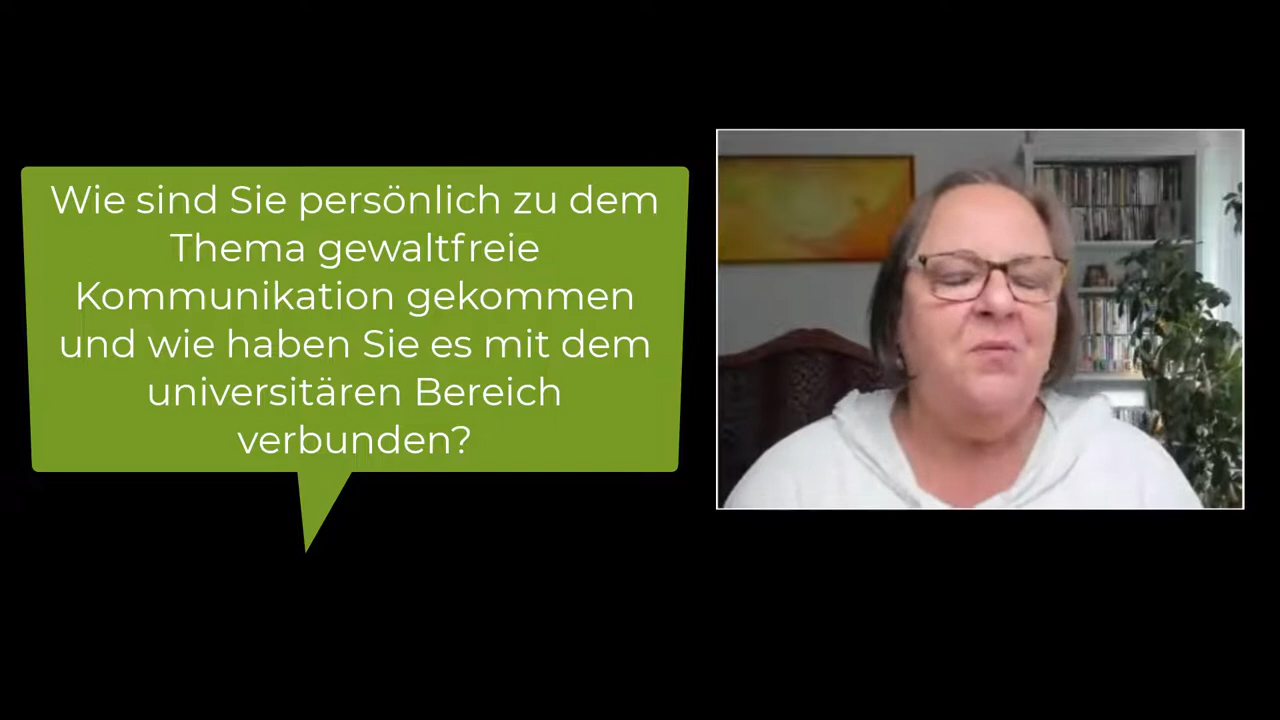 Wie sind Sie persönlich zu dem
Thema gewaltfreie
Kommunikation gekommen
und wie haben Sie es mit dem
universitären Bereich
verbunden?